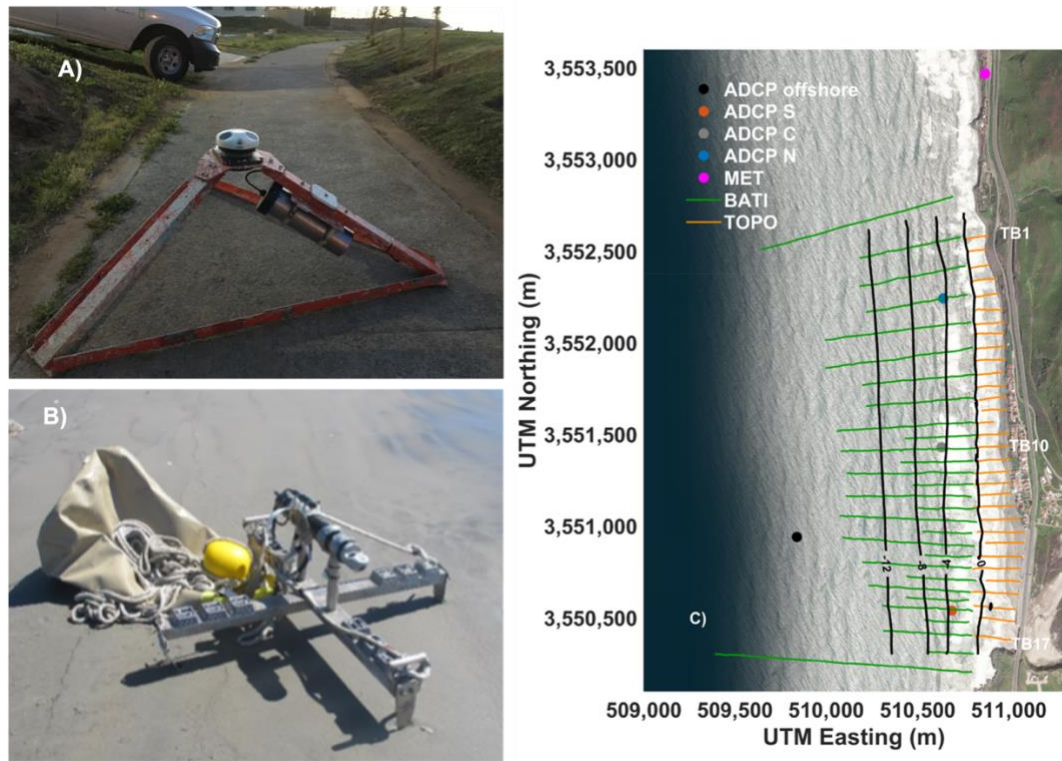 A)
B)
ADCP offshore
ADCP S
ADCP C
ADCP N
MET
BATI
TOPO
TB1
TB10
TB17
-12
-8
-4
0
C)
3,553,500
3,553,000
3,552,500
3,552,000
3,551,500
3,551,000
3,550,500
UTM Northing (m)
509,000 509,500 510,000 510,500 511,000
UTM Easting (m)